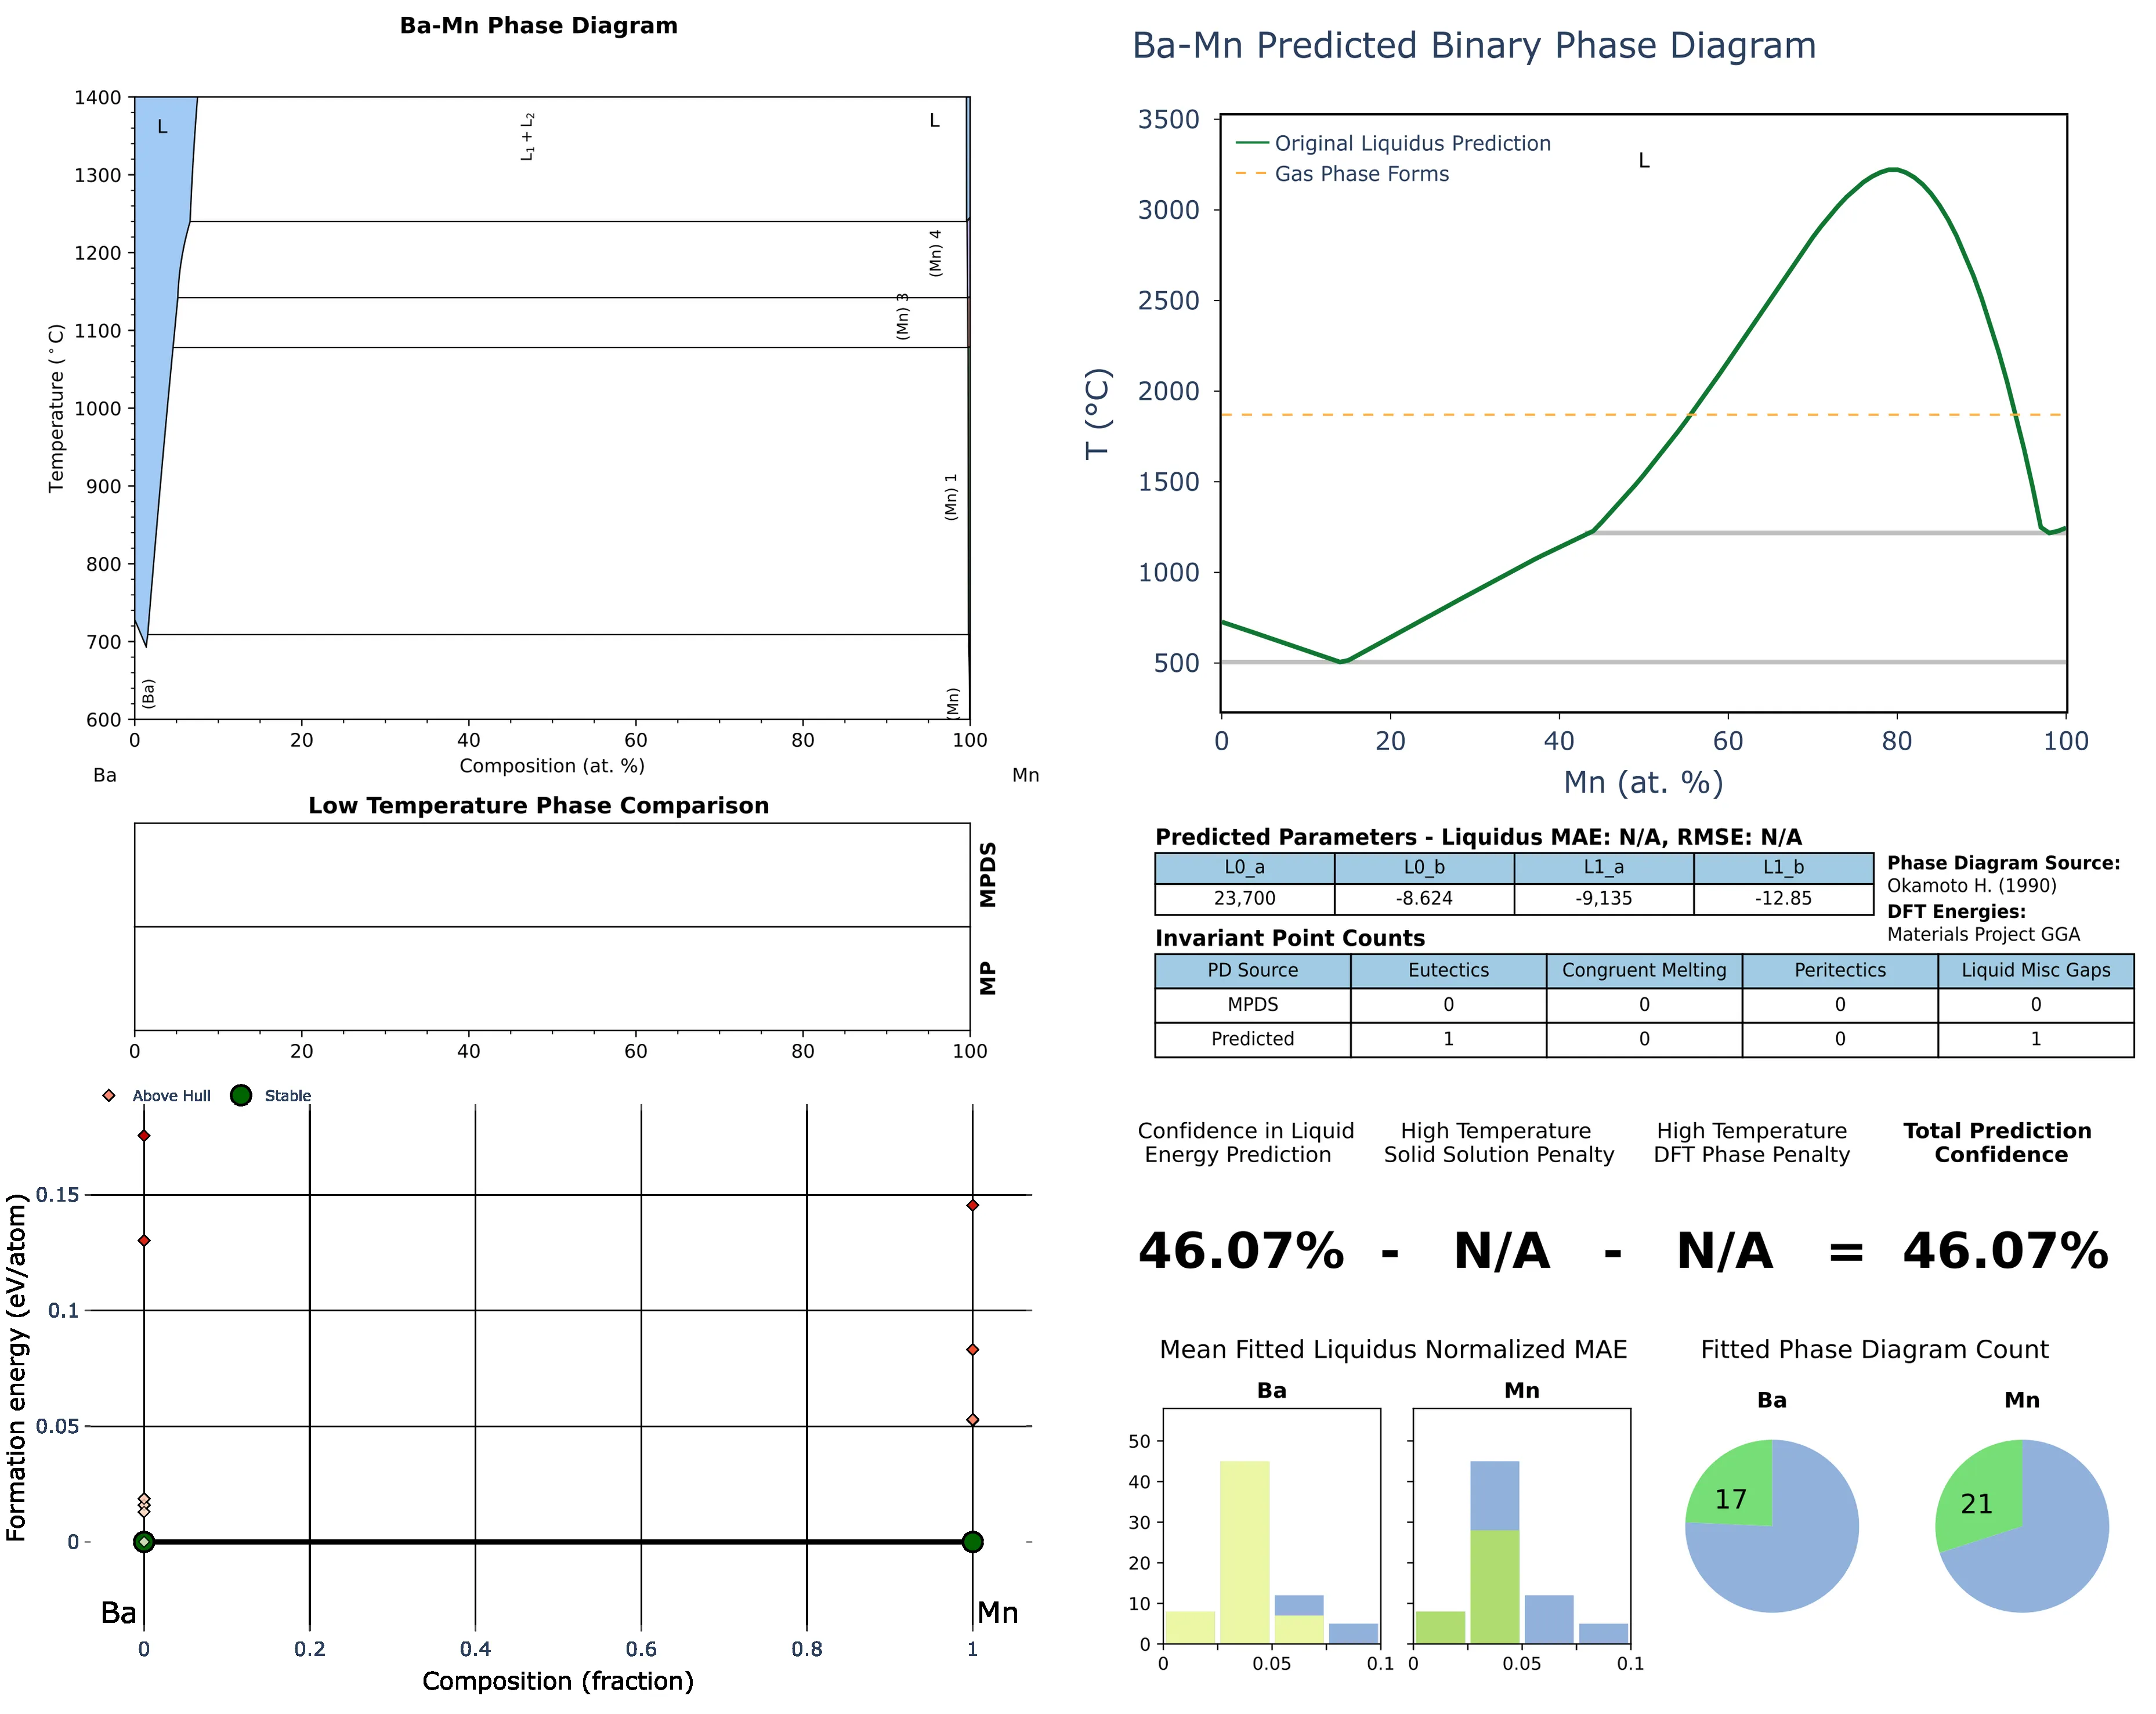 Ba-Mn Phase Diagram
1400
1300
1200
1100
1000
900
800
700
600
Temperature (°C)
L
L1 + L2
L
(Mn) 4
(Mn) 3
(Mn) 1
(Ba)
(Mn)
0 20 40 60 80 100
Composition (at. %)
Ba Mn
Low Temperature Phase Comparison
MPDS
MP
0 20 40 60 80 100
Above Hull Stable
0.15
0.1
0.05
0
Formation energy (eV/atom)
Ba Mn
0 0.2 0.4 0.6 0.8 1
Composition (fraction)
Ba-Mn Predicted Binary Phase Diagram
3500
3000
2500
2000
1500
1000
500
T (°C)
Original Liquidus Prediction
Gas Phase Forms
L
0 20 40 60 80 100
Mn (at. %)
Predicted Parameters - Liquidus MAE: N/A, RMSE: N/A
L0_a L0_b L1_a L1_b
23,700 -8.624 -9,135 -12.85
Phase Diagram Source:
Okamoto H. (1990)
DFT Energies:
Materials Project GGA
Invariant Point Counts
PD Source Eutectics Congruent Melting Peritectics Liquid Misc Gaps
MPDS 0 0 0 0
Predicted 1 0 0 1
Confidence in Liquid
Energy Prediction
High Temperature
Solid Solution Penalty
High Temperature
DFT Phase Penalty
Total Prediction
Confidence
46.07% - N/A - N/A = 46.07%
Mean Fitted Liquidus Normalized MAE
Ba Mn
50
40
30
20
10
0
0 0.05 0.1 0 0.05 0.1
Fitted Phase Diagram Count
Ba Mn
17 21